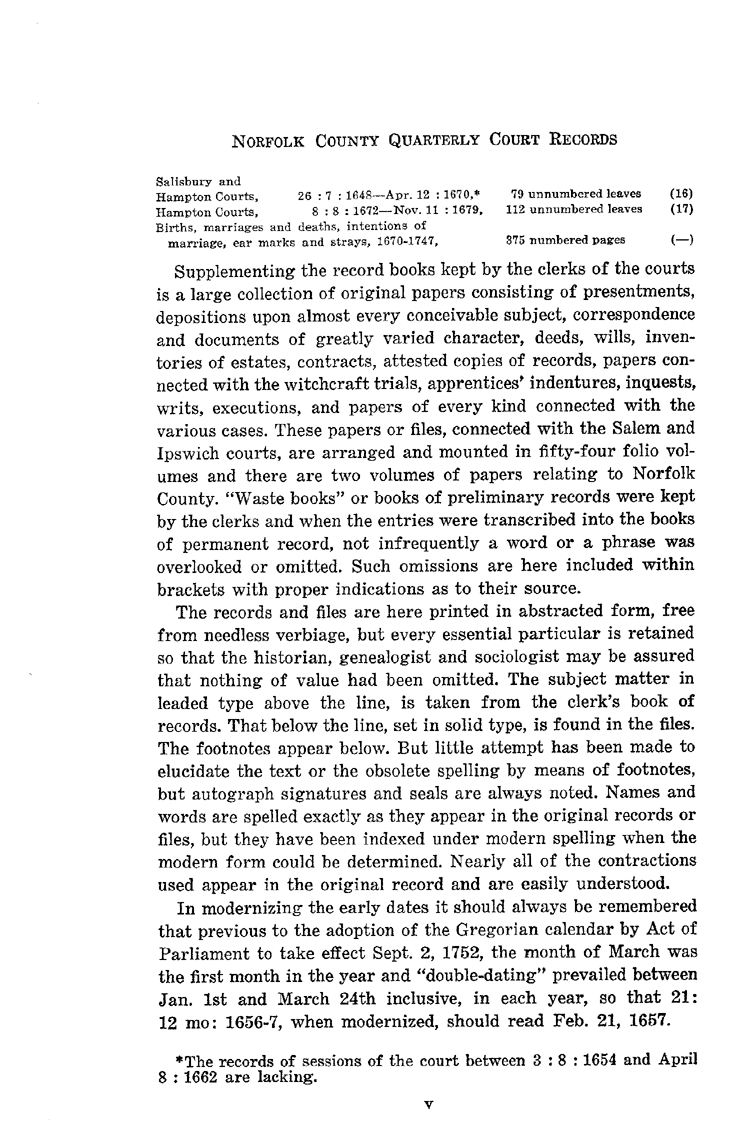 NORFOLK COUNTY QUARTERLY COURT RECORDS
Salisbury and
Hampton Courts, 26 : 7 : 1648—Apr. 12 : 1670,* 79 unnumbered leaves (16)
Hampton Courts, 8 : 8 : 1672—Nov. 11 : 1679, 112 unnumbered leaves (17)
Births, marriages and deaths, intentions of
marriage, ear marks and strays, 1670-1747, 375 numbered pages (—)
Supplementing the record books kept by the clerks of the courts
is a large collection of original papers consisting of presentments,
depositions upon almost every conceivable subject, correspondence
and documents of greatly varied character, deeds, wills, inven-
tories of estates, contracts, attested copies of records, papers con-
nected with the witchcraft trials, apprentices' indentures, inquests,
writs, executions, and papers of every kind connected with the
various cases. These papers or files, connected with the Salem and
Ipswich courts, are arranged and mounted in fifty-four folio vol-
umes and there are two volumes of papers relating to Norfolk
County. "Waste books" or books of preliminary records were kept
by the clerks and when the entries were transcribed into the books
of permanent record, not infrequently a word or a phrase was
overlooked or omitted. Such omissions are here included within
brackets with proper indications as to their source.
The records and files are here printed in abstracted form, free
from needless verbiage, but every essential particular is retained
so that the historian, genealogist and sociologist may be assured
that nothing of value had been omitted. The subject matter in
leaded type above the line, is taken from the clerk's book of
records. That below the line, set in solid type, is found in the files.
The footnotes appear below. But little attempt has been made to
elucidate the text or the obsolete spelling by means of footnotes,
but autograph signatures and seals are always noted. Names and
words are spelled exactly as they appear in the original records or
files, but they have been indexed under modern spelling when the
modern form could be determined. Nearly all of the contractions
used appear in the original record and are easily understood.
In modernizing the early dates it should always be remembered
that previous to the adoption of the Gregorian calendar by Act of
Parliament to take effect Sept. 2, 1752, the month of March was
the first month in the year and "double-dating" prevailed between
Jan. 1st and March 24th inclusive, in each year, so that 21:
12 mo: 1656-7, when modernized, should read Feb. 21, 1657.
*The records of sessions of the court between 3 : 8 : 1654 and April
8 : 1662 are lacking.
v